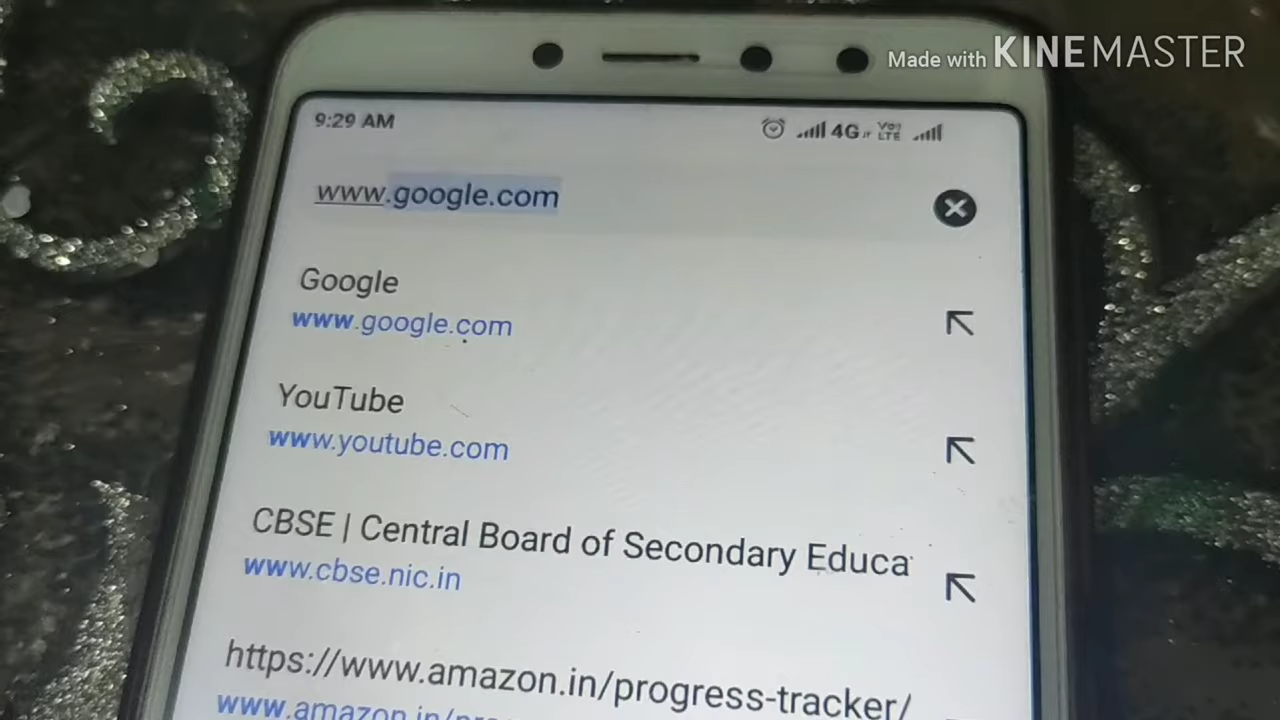 Made with KINEMASTER
9:29 AM
4G
VoLTE
www.google.com
Google
www.google.com
YouTube
www.youtube.com
CBSE | Central Board of Secondary Educa
www.cbse.nic.in
https://www.amazon.in/progress-tracker/
www.amazon.in/